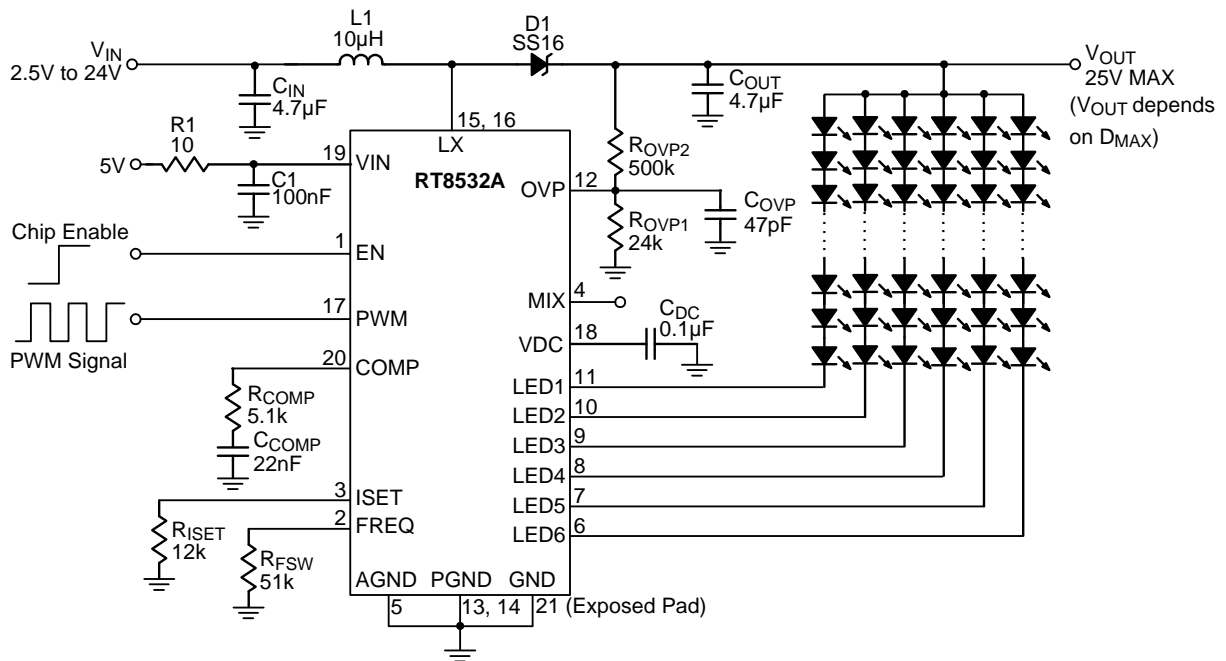 L1
10µH
D1
SS16
VIN
2.5V to 24V
CIN
4.7µF
COUT
4.7µF
VOUT
25V MAX
(VOUT depends
on DMAX)
R1
10
5V
C1
100nF
19
VIN
15, 16
LX
RT8532A
OVP
12
ROVP2
500k
ROVP1
24k
COVP
47pF
Chip Enable
1
EN
17
PWM
PWM Signal
MIX
4
VDC
18
CDC
0.1µF
20
COMP
RCOMP
5.1k
CCOMP
22nF
LED1
11
LED2
10
LED3
9
LED4
8
LED5
7
LED6
6
3
ISET
2
FREQ
RISET
12k
RFSW
51k
AGND
PGND
GND
5
13, 14
21 (Exposed Pad)